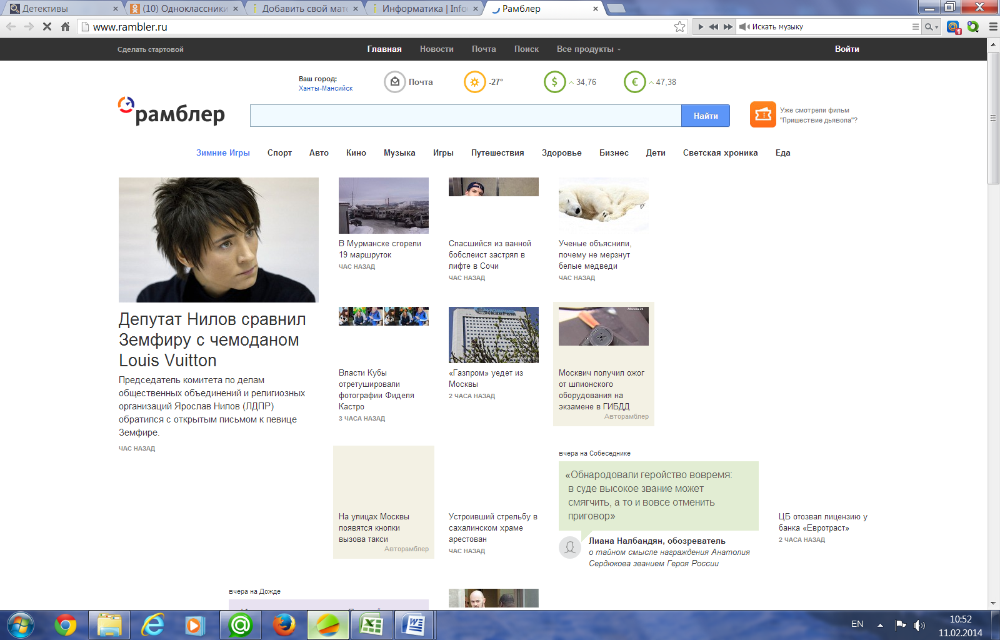 Детективы
(10) Одноклассники
Добавить свой мате
Информатика | Info
Рамблер
www.rambler.ru
Искать музыку
1
Сделать стартовой
Главная
Новости
Почта
Поиск
Все продукты
Войти
Ваш город:
Ханты-Мансийск
Почта
-27°
$ 34,76
€ 47,38
рамблер
Найти
Уже смотрели фильм
"Пришествие дьявола"?
Зимние Игры
Спорт
Авто
Кино
Музыка
Игры
Путешествия
Здоровье
Бизнес
Дети
Светская хроника
Еда
Депутат Нилов сравнил
Земфиру с чемоданом
Louis Vuitton
Председатель комитета по делам
общественных объединений и религиозных
организаций Ярослав Нилов (ЛДПР)
обратился с открытым письмом к певице
Земфире.
ЧАС НАЗАД
В Мурманске сгорели
19 маршруток
ЧАС НАЗАД
Спасшийся из ванной
бобслеист застрял в
лифте в Сочи
ЧАС НАЗАД
Ученые объяснили,
почему не мерзнут
белые медведи
ЧАС НАЗАД
Власти Кубы
отретушировали
фотографии Фиделя
Кастро
3 ЧАСА НАЗАД
«Газпром» уедет из
Москвы
2 ЧАСА НАЗАД
Москва 24
Москвич получил ожог
от шпионского
оборудования на
экзамене в ГИБДД
Авторамблер
На улицах Москвы
появятся кнопки
вызова такси
Авторамблер
Устроивший стрельбу в
сахалинском храме
арестован
ЧАС НАЗАД
вчера на Собеседнике
«Обнародовали геройство вовремя:
в суде высокое звание может
смягчить, а то и вовсе отменить
приговор»
Лиана Налбандян, обозреватель
о тайном смысле награждения Анатолия
Сердюкова званием Героя России
ЦБ отозвал лицензию у
банка «Евротраст»
2 ЧАСА НАЗАД
вчера на Дожде
EN
10:52
11.02.2014